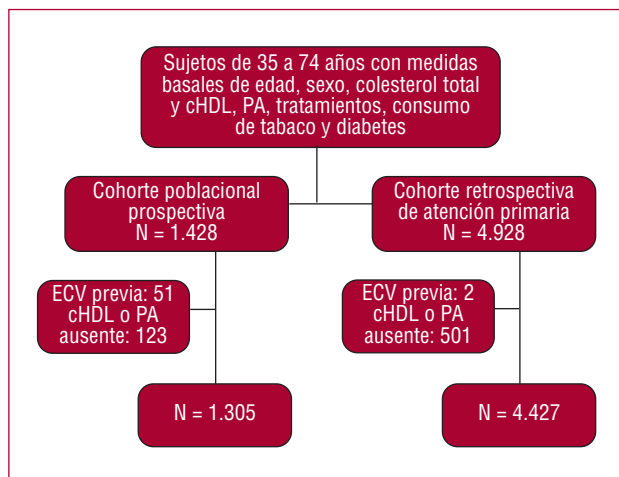 Sujetos de 35 a 74 años con medidas
basales de edad, sexo, colesterol total
y cHDL, PA, tratamientos, consumo
de tabaco y diabetes
Cohorte poblacional
prospectiva
N = 1.428
Cohorte retrospectiva
de atención primaria
N = 4.928
ECV previa: 51
cHDL o PA
ausente: 123
ECV previa: 2
cHDL o PA
ausente: 501
N = 1.305
N = 4.427